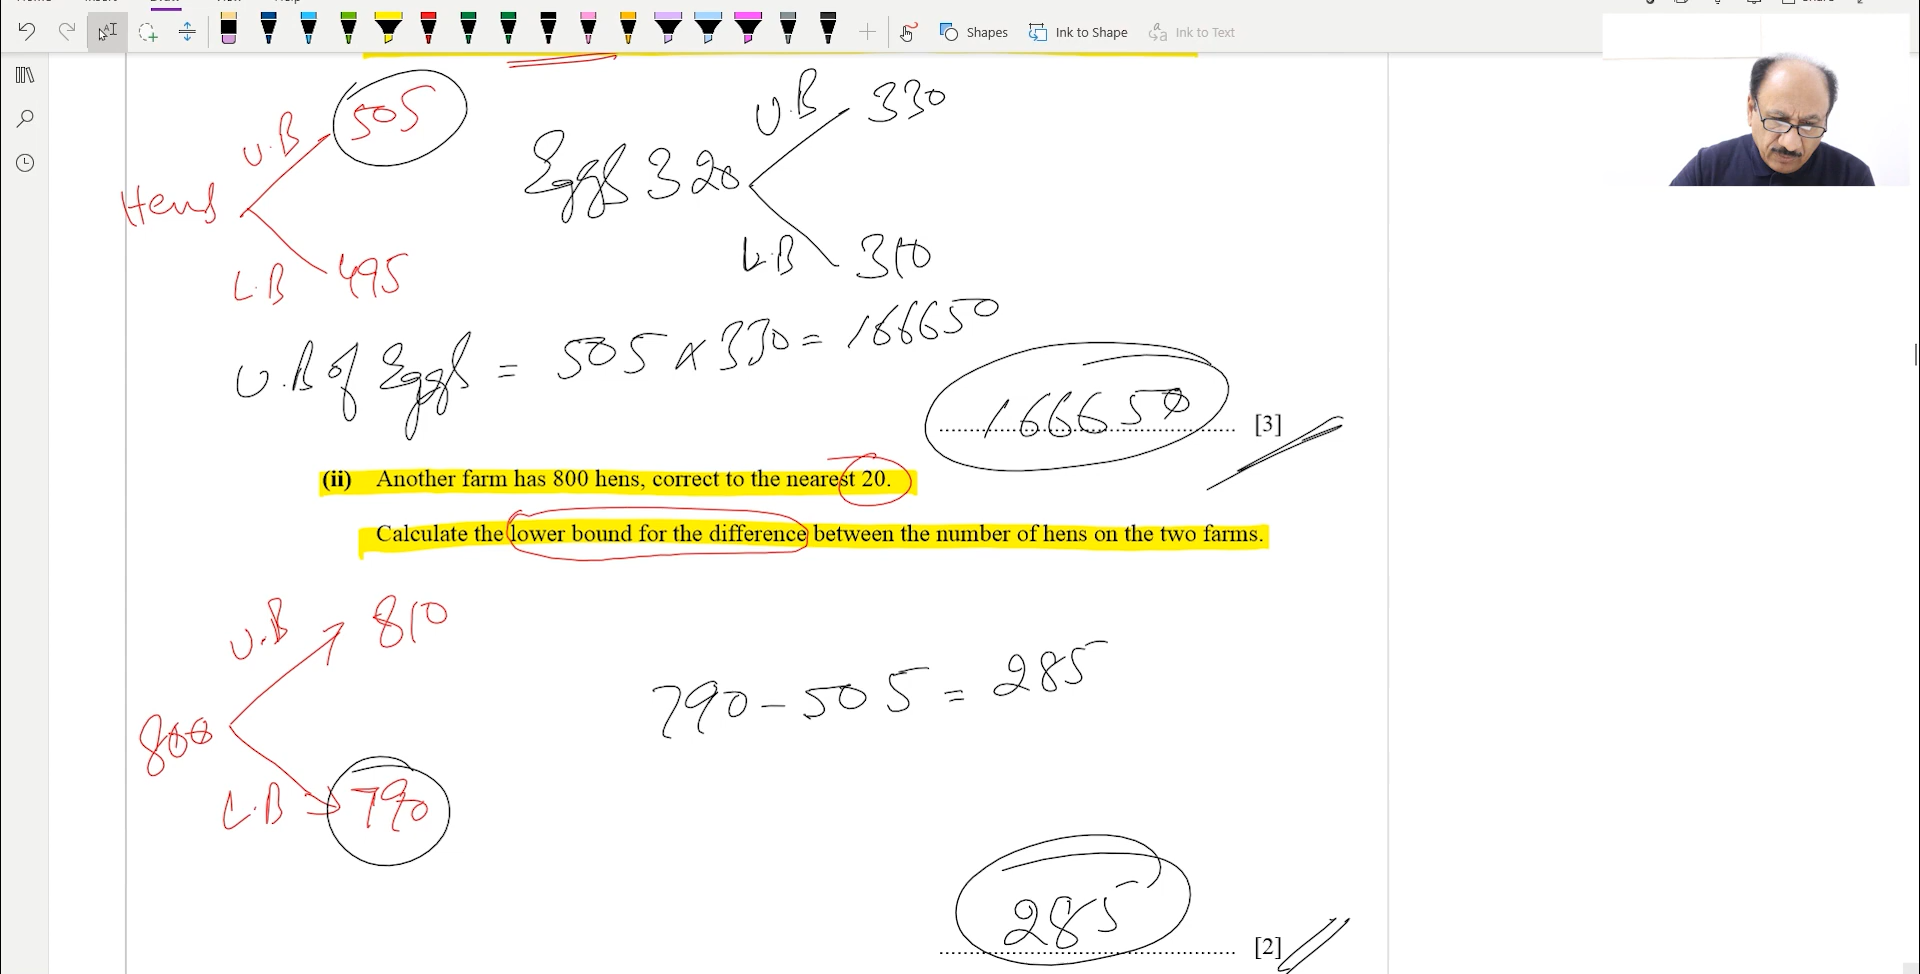 Shapes Ink to Shape Ink to Text
Hens U.B 505
L.B 495
Eggs 320 U.B 330
L.B 310
U.B of Eggs = 505 x 330 = 166650
166650 [3]
(ii) Another farm has 800 hens, correct to the nearest 20.
Calculate the lower bound for the difference between the number of hens on the two farms.
800 U.B 810
L.B 790
790 - 505 = 285
285 [2]